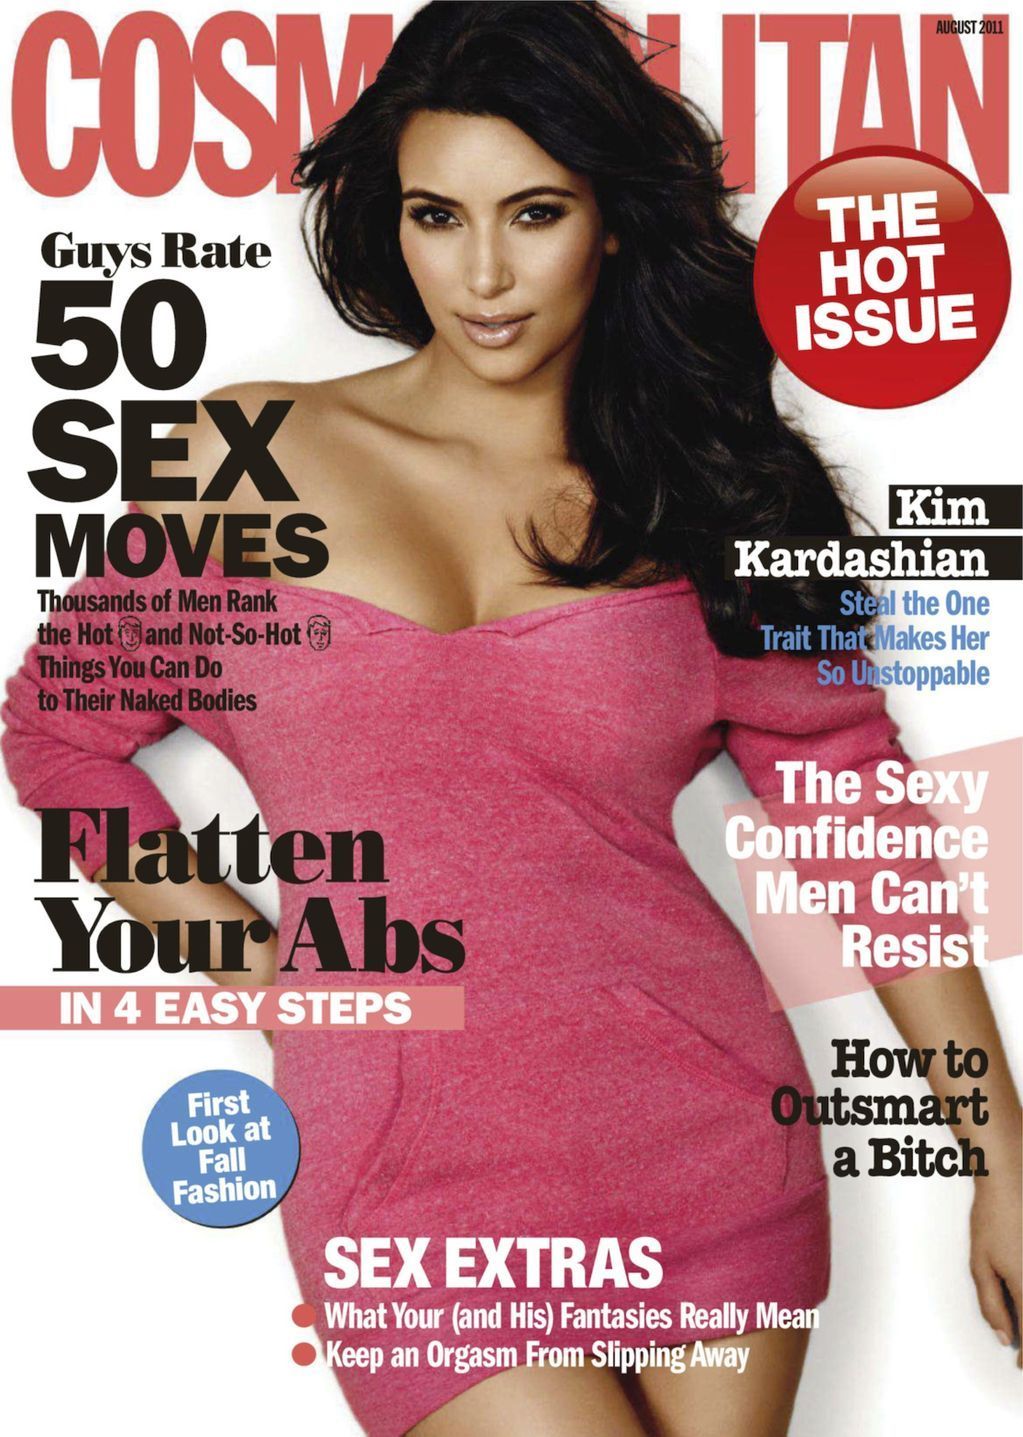 COSMOPOLITAN
AUGUST 2011
THE
HOT
ISSUE
Guys Rate
50
SEX
MOVES
Thousands of Men Rank
the Hot and Not-So-Hot
Things You Can Do
to Their Naked Bodies
Kim
Kardashian
Steal the One
Trait That Makes Her
So Unstoppable
The Sexy
Confidence
Men Can't
Resist
Flatten
Your Abs
IN 4 EASY STEPS
How to
Outsmart
a Bitch
First
Look at
Fall
Fashion
SEX EXTRAS
What Your (and His) Fantasies Really Mean
Keep an Orgasm From Slipping Away